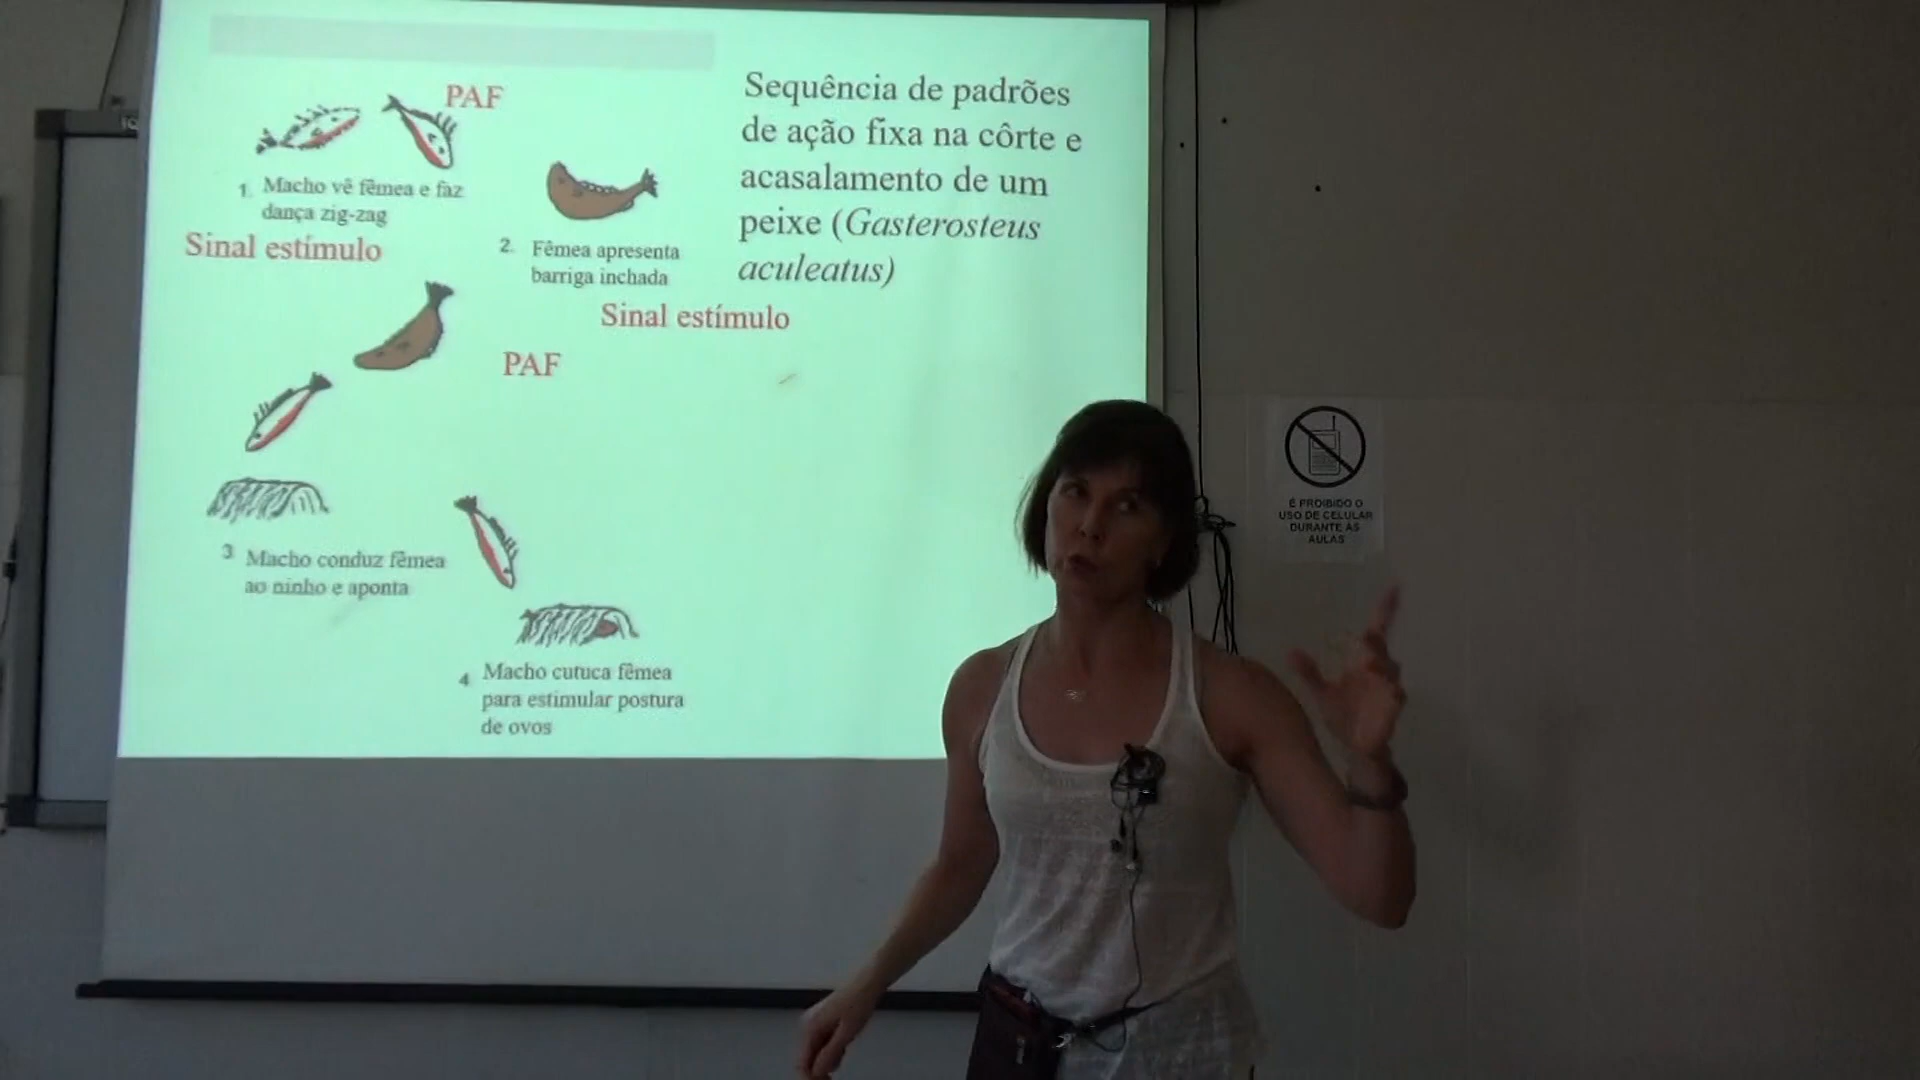 PAF
1. Macho vê fêmea e faz
dança zig-zag
Sinal estímulo
2. Fêmea apresenta
barriga inchada
Sinal estímulo
PAF
3 Macho conduz fêmea
ao ninho e aponta
4 Macho cutuca fêmea
para estimular postura
de ovos
Sequência de padrões
de ação fixa na côrte e
acasalamento de um
peixe (Gasterosteus
aculeatus)
É PROIBIDO O
USO DE CELULAR
DURANTE AS
AULAS